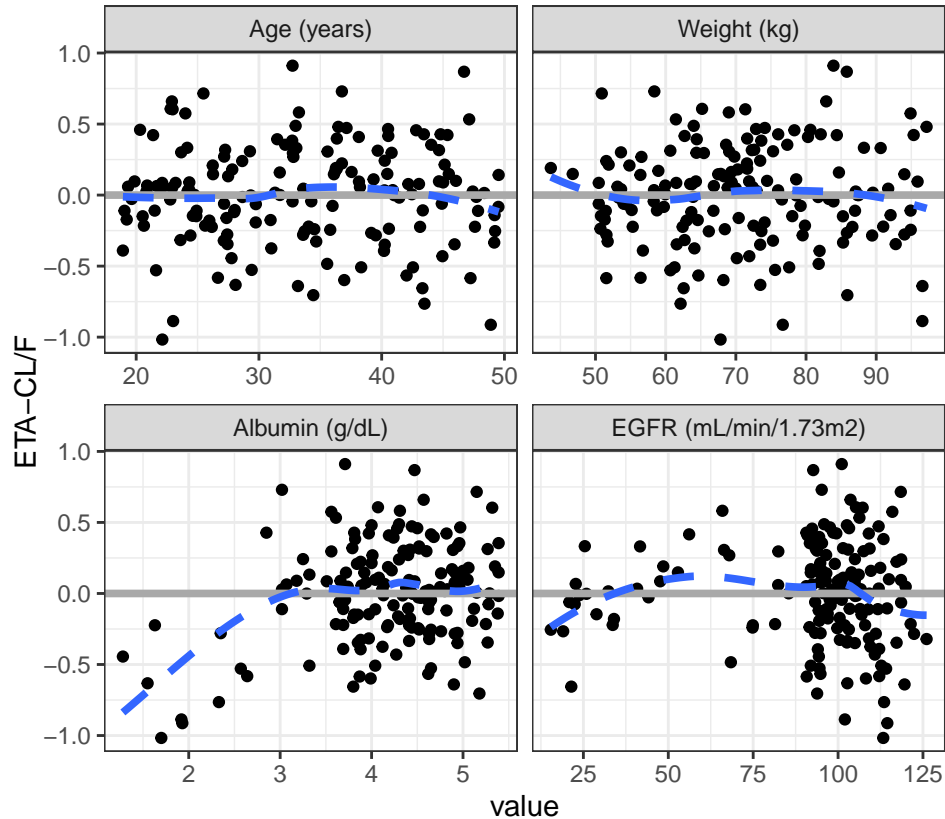 Age (years)
Weight (kg)
1.0
0.5
0.0
−0.5
−1.0
20 30 40 50
50 60 70 80 90
ETA−CL/F
Albumin (g/dL)
EGFR (mL/min/1.73m2)
1.0
0.5
0.0
−0.5
−1.0
2 3 4 5
25 50 75 100 125
value